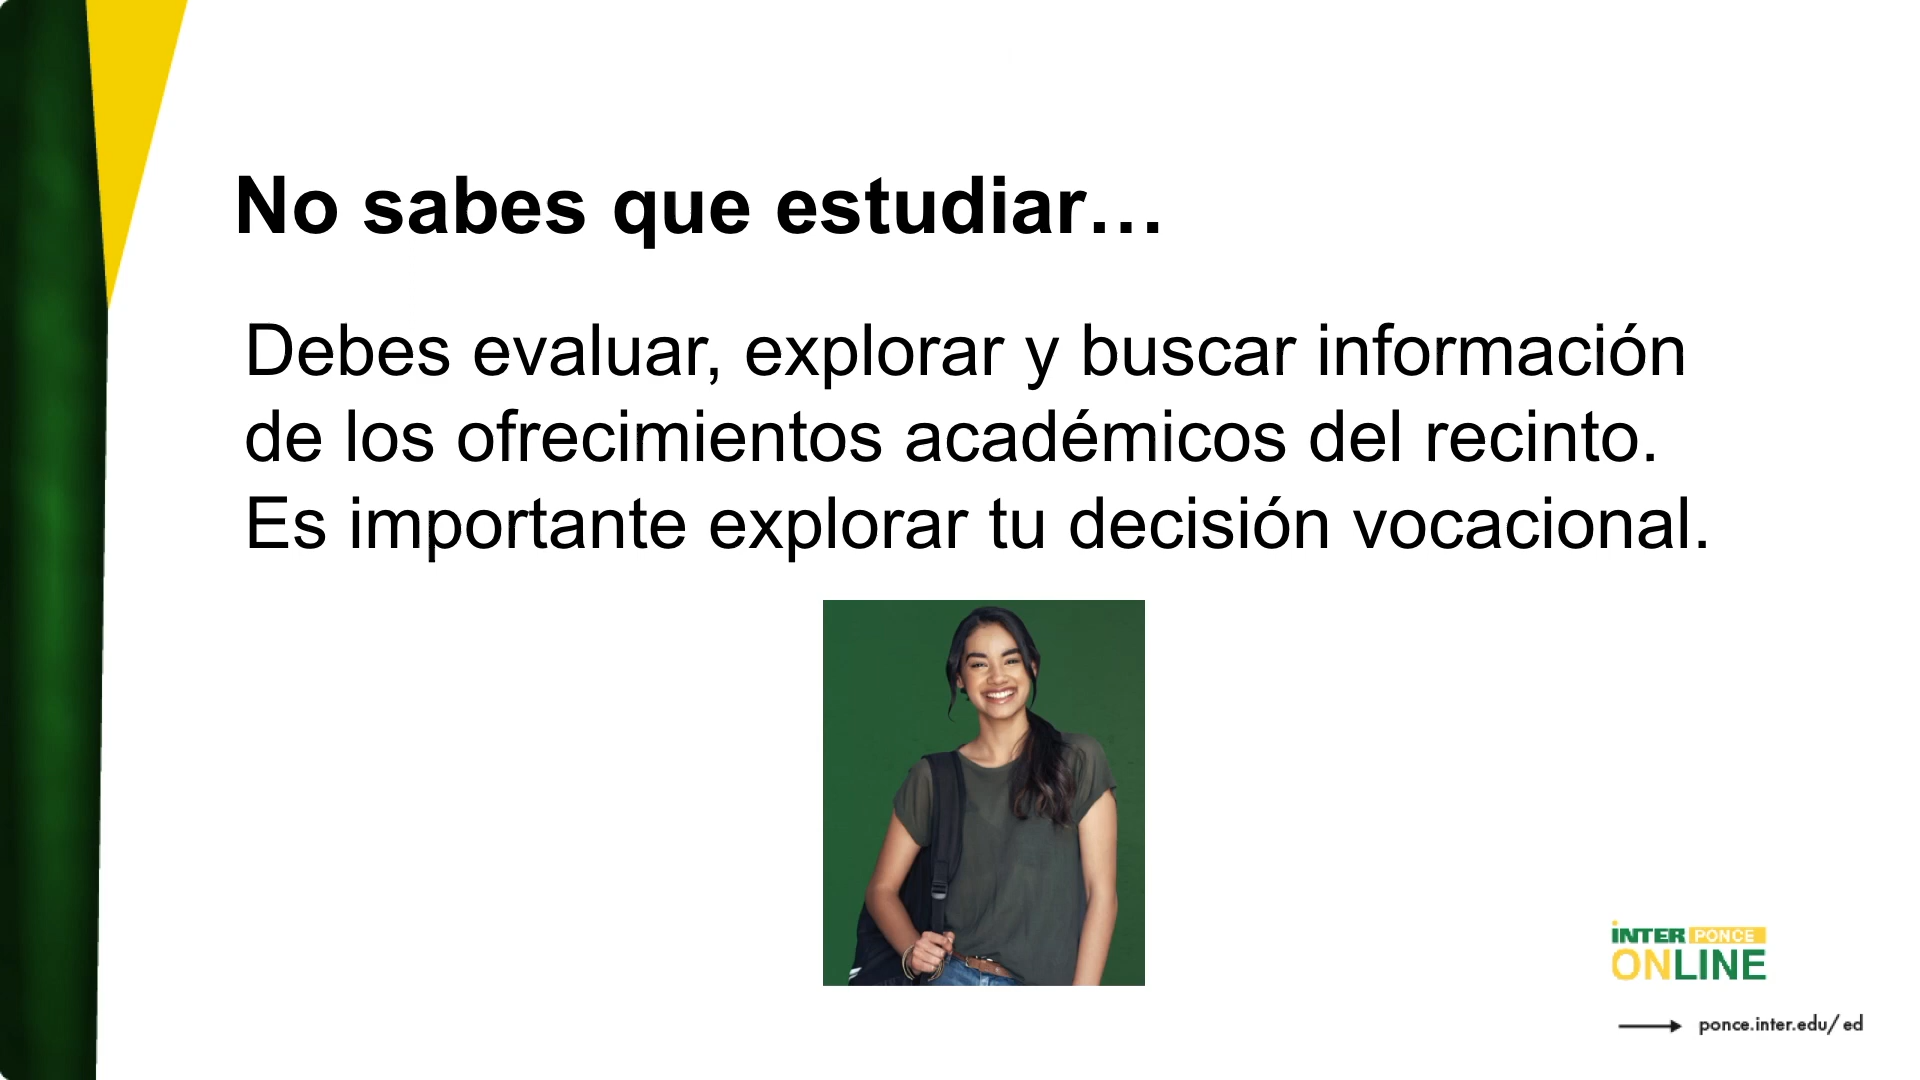 No sabes que estudiar…
Debes evaluar, explorar y buscar información
de los ofrecimientos académicos del recinto.
Es importante explorar tu decisión vocacional.
iNTER PONCE
ONLINE
ponce.inter.edu/ed